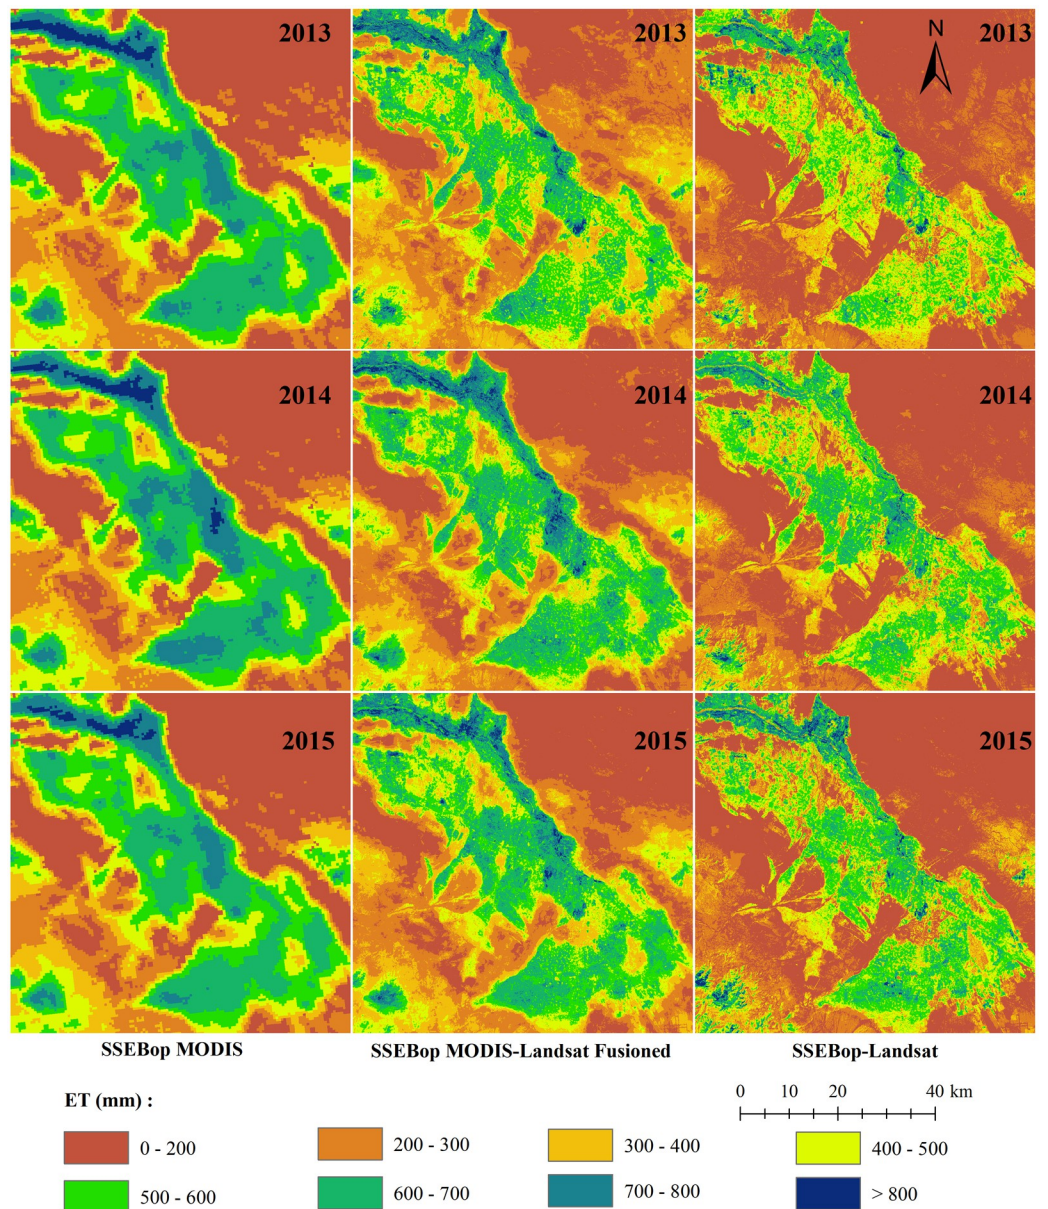 2013
2013
2013
N
2014
2014
2014
2015
2015
2015
SSEBop MODIS
SSEBop MODIS-Landsat Fusioned
SSEBop-Landsat
ET (mm) :
0 10 20 40 km
0 - 200
200 - 300
300 - 400
400 - 500
500 - 600
600 - 700
700 - 800
> 800